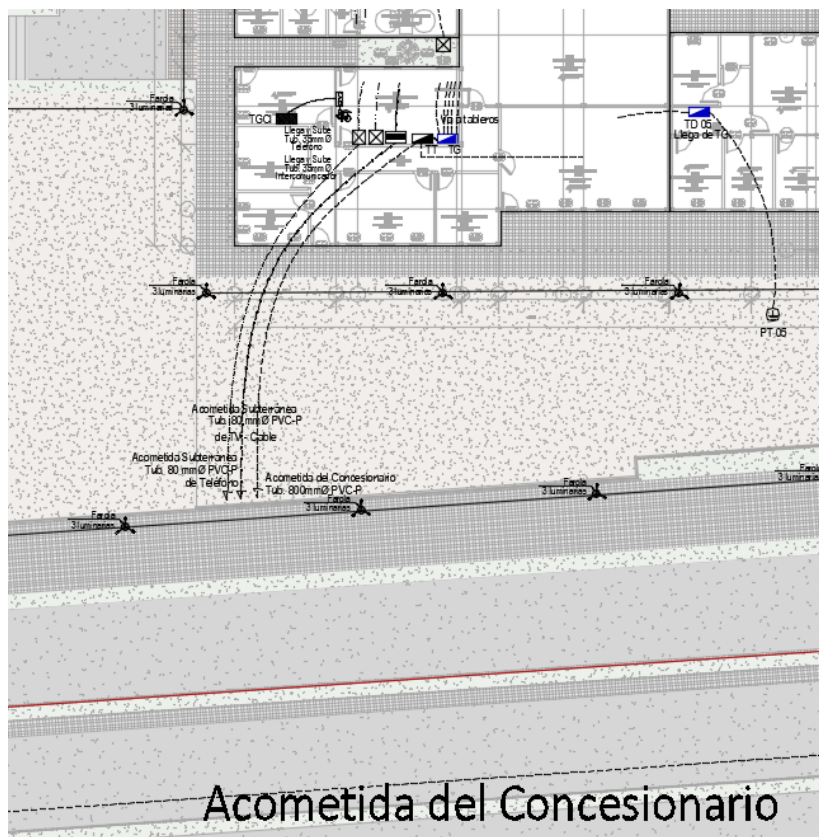 Farola
3 luminarias
TGCI
Llega y Sube
Tub. 35mm Ø
Teléfono
Llega y Sube
Tub. 35mm Ø
Intercomunicador
Va a tableros
TT TG
TD 05
Llega de TG
Farola
3 luminarias
Farola
3 luminarias
Farola
3 luminarias
PT 05
Acometida Subterránea
Tub. 80 mm Ø PVC-P
de TV - Cable
Acometida Subterránea
Tub. 80 mm Ø PVC-P
de Teléfono
Acometida del Concesionario
Tub. 800mm Ø PVC-P
Farola
3 luminarias
Farola
3 luminarias
Farola
3 luminarias
Farola
3 luminarias
Acometida del Concesionario